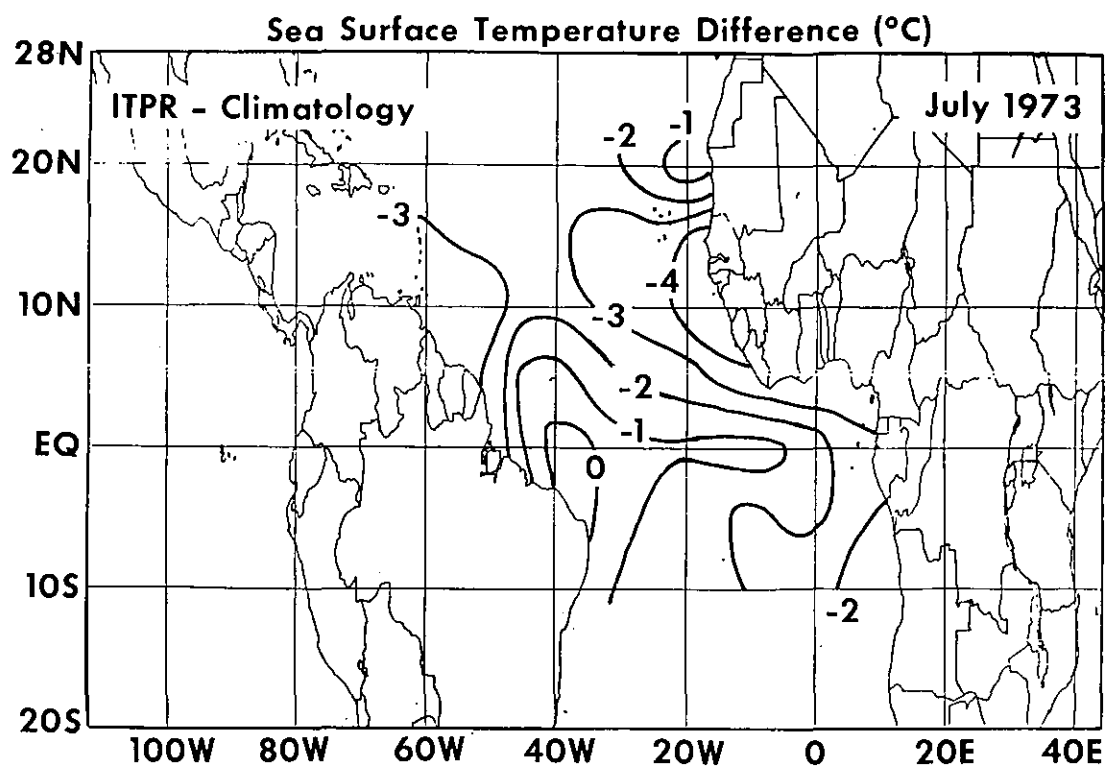 Sea Surface Temperature Difference (°C)
28N
ITPR - Climatology
July 1973
-2
-1
20N
-3
-4
10N
-3
-2
-1
EQ
0
10S
-2
20S
100W 80W 60W 40W 20W 0 20E 40E